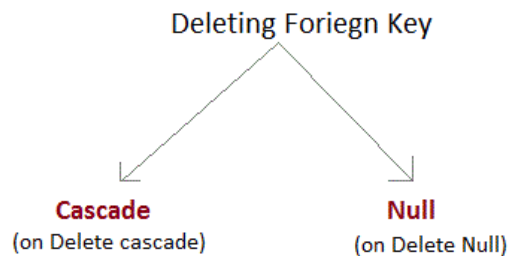 Deleting Foriegn Key
Cascade
(on Delete cascade)
Null
(on Delete Null)